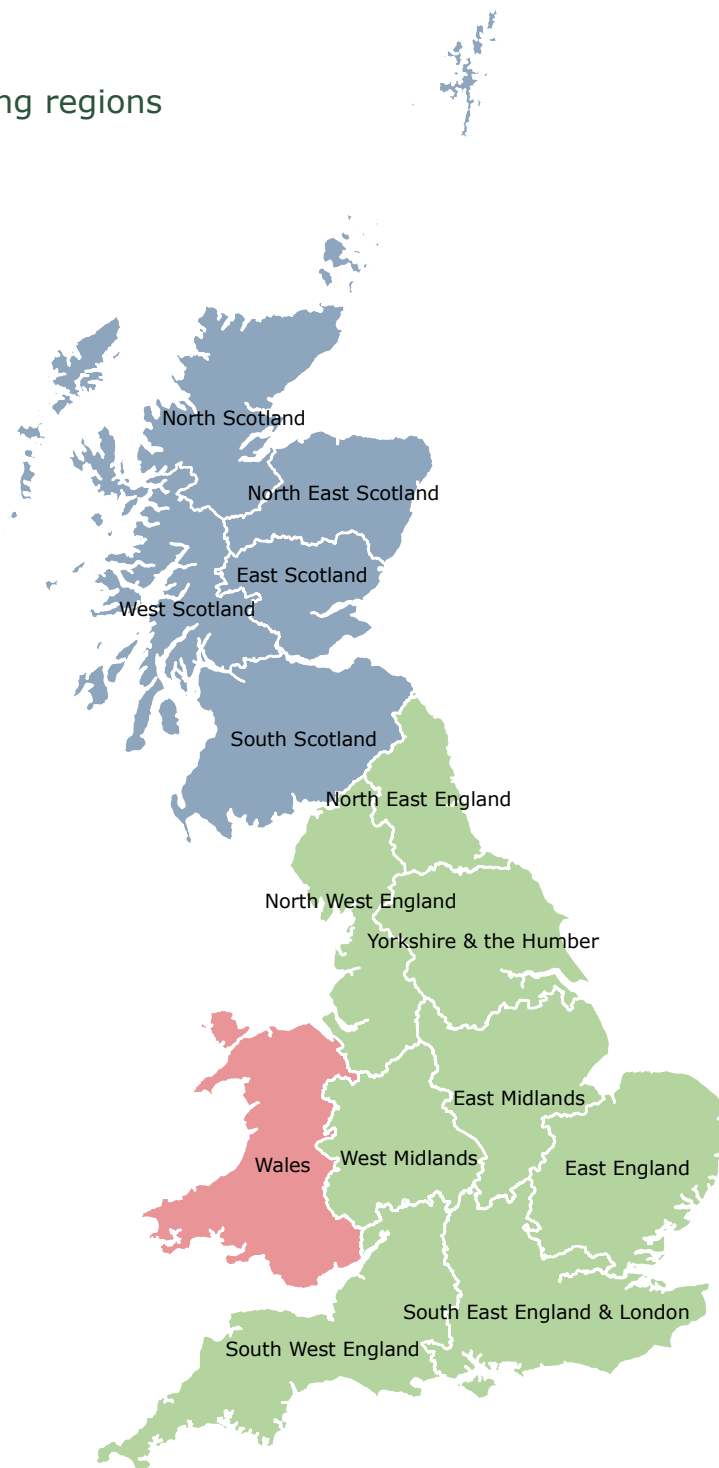 ng regions
North Scotland
North East Scotland
East Scotland
West Scotland
South Scotland
North East England
North West England
Yorkshire & the Humber
East Midlands
West Midlands
Wales
East England
South East England & London
South West England